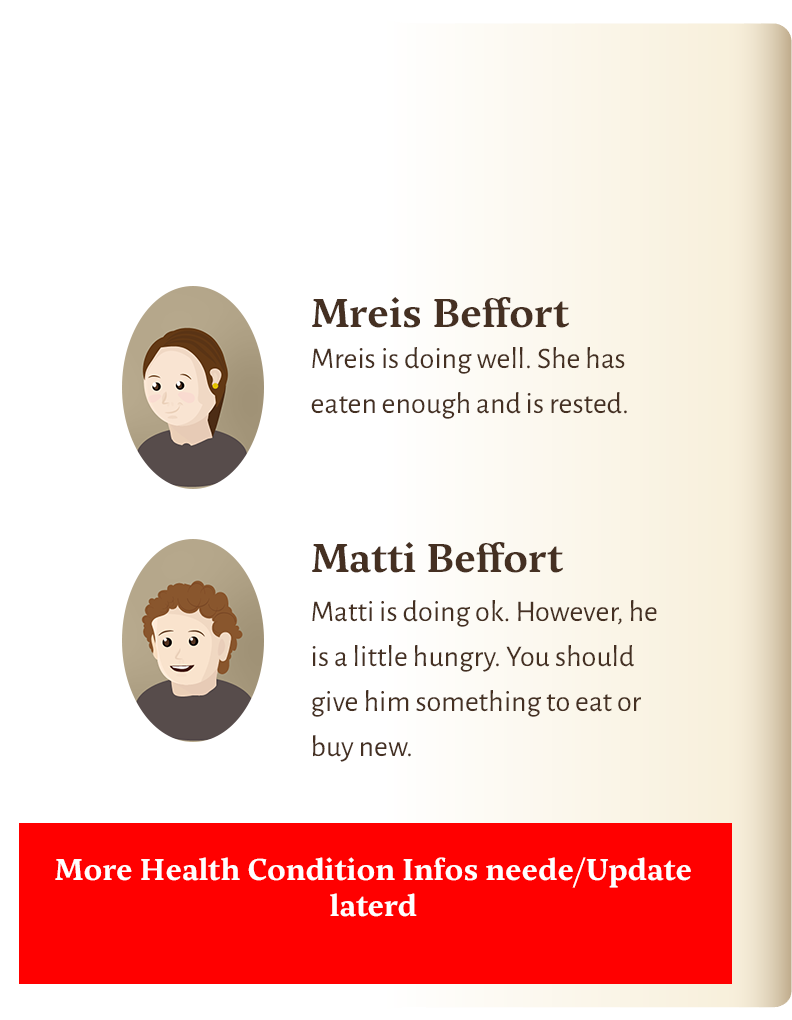 Mreis Beffort
Mreis is doing well. She has
eaten enough and is rested.
Matti Beffort
Matti is doing ok. However, he
is a little hungry. You should
give him something to eat or
buy new.
More Health Condition Infos neede/Update
laterd